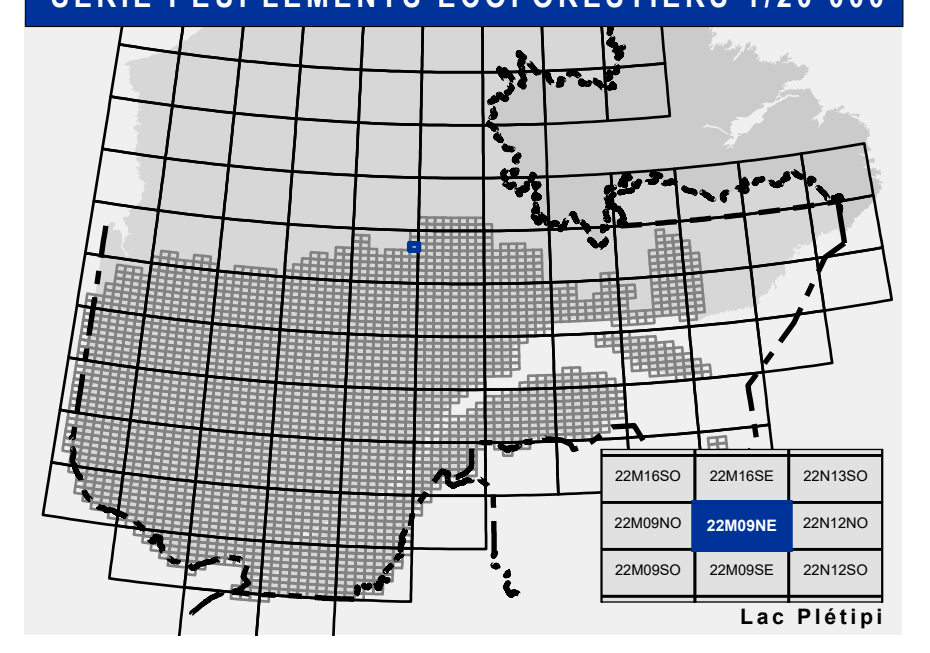 SÉRIE PEUPLEMENTS ÉCOFORESTIERS 1/20 000
22M16SO 22M16SE 22N13SO
22M09NO 22M09NE 22N12NO
22M09SO 22M09SE 22N12SO
Lac Plétipi